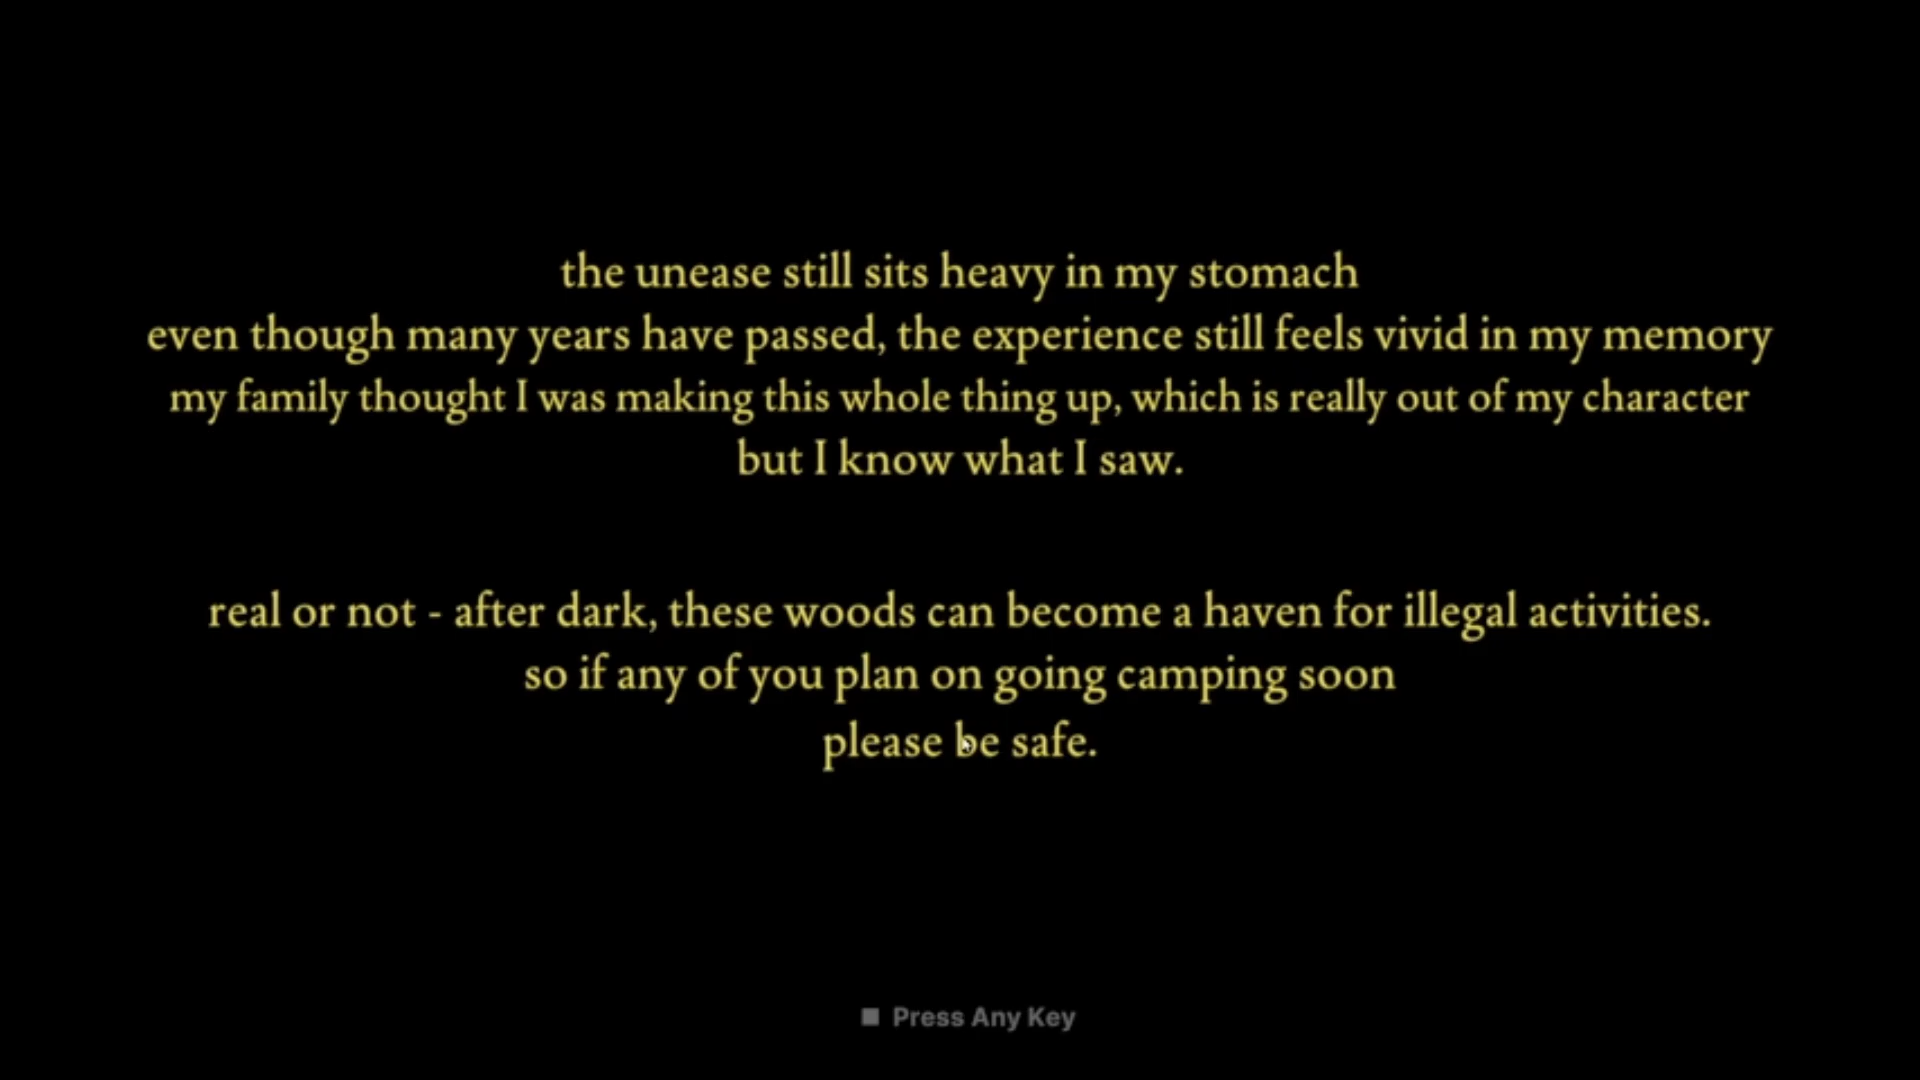 the unease still sits heavy in my stomach
even though many years have passed, the experience still feels vivid in my memory
my family thought I was making this whole thing up, which is really out of my character
but I know what I saw.
real or not - after dark, these woods can become a haven for illegal activities.
so if any of you plan on going camping soon
please be safe.
Press Any Key